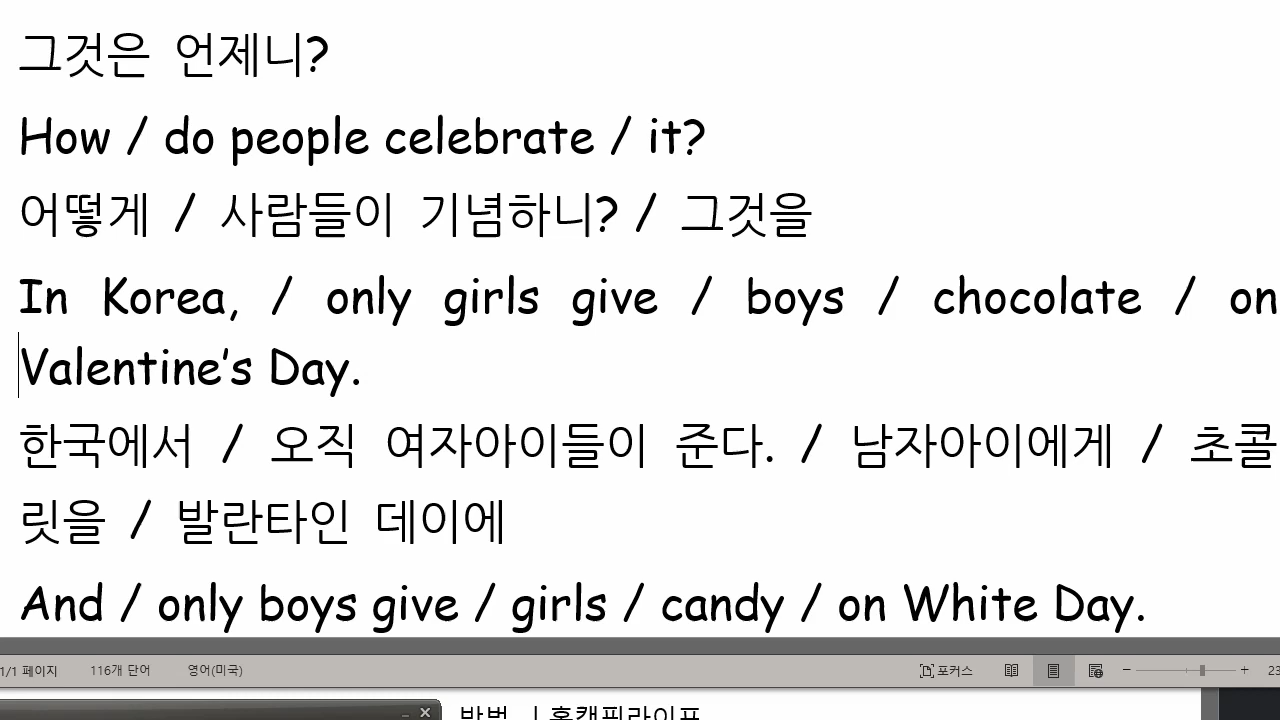 그것은 언제니?
How / do people celebrate / it?
어떻게 / 사람들이 기념하니? / 그것을
In Korea, / only girls give / boys / chocolate / on
Valentine's Day.
한국에서 / 오직 여자아이들이 준다. / 남자아이에게 / 초콜
릿을 / 발란타인 데이에
And / only boys give / girls / candy / on White Day.
1/1 페이지 116개 단어 영어(미국) 포커스